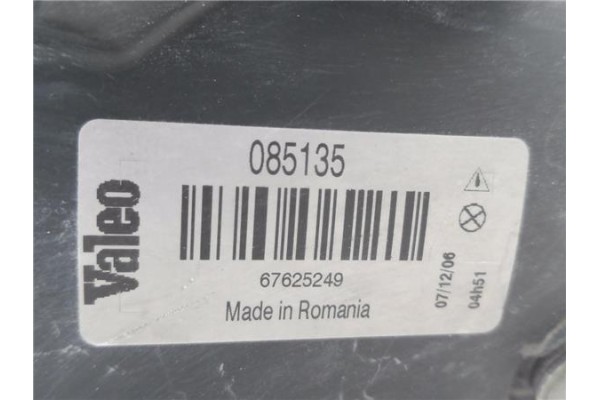 Valeo
085135
67625249
Made in Romania
07/12/06
04h51